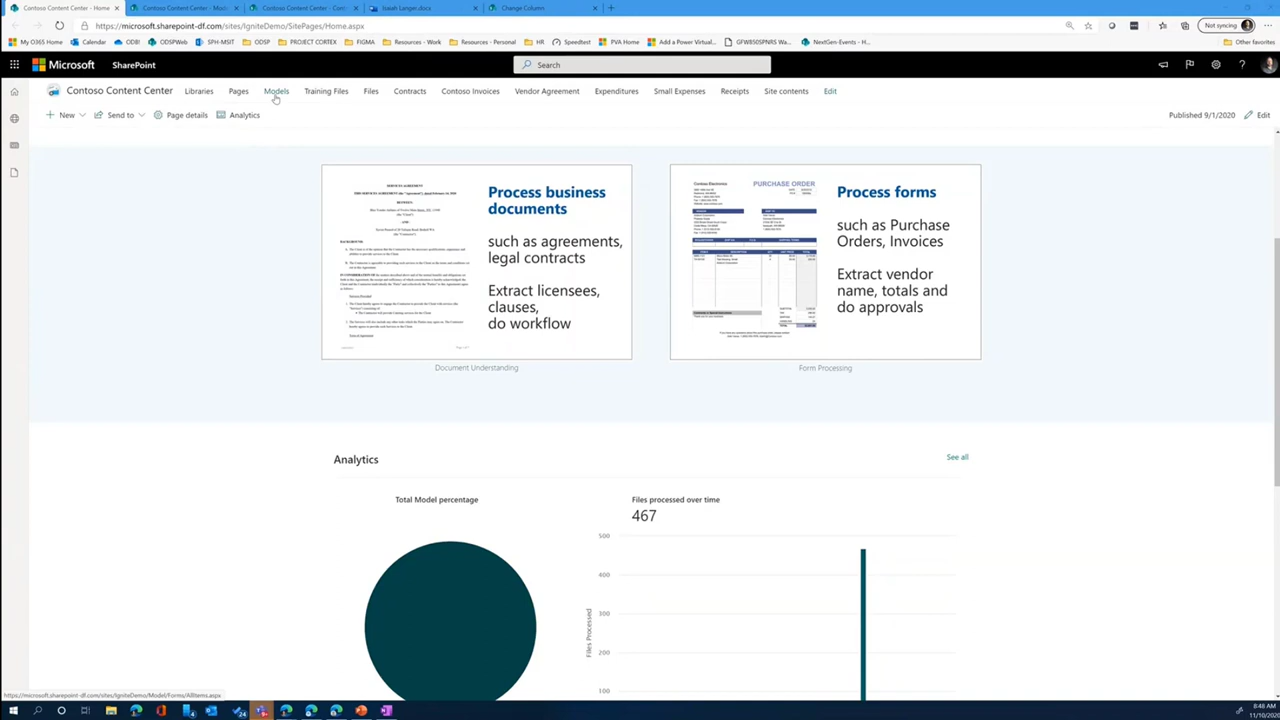 Contoso Content Center - Home
Contoso Content Center - Mod
Contoso Content Center - Cont
Isaiah Langer.docx
Change Column
https://microsoft.sharepoint-df.com/sites/IgniteDemo/SitePages/Home.aspx
Not syncing
My O365 Home
Calendar
ODB!
ODSPWeb
SPH-MSIT
ODSP
PROJECT CORTEX
FIGMA
Resources - Work
Resources - Personal
HR
Speedtest
PVA Home
Add a Power Virtual...
GFW850SPNRS Wa...
NextGen-Events - H...
Other favorites
Microsoft
SharePoint
Search
Contoso Content Center
Libraries
Pages
Models
Training Files
Files
Contracts
Contoso Invoices
Vendor Agreement
Expenditures
Small Expenses
Receipts
Site contents
Edit
New
Send to
Page details
Analytics
Published 9/1/2020
Edit
Process business
documents
such as agreements,
legal contracts
Extract licensees,
clauses,
do workflow
Document Understanding
Contoso Electronics
PURCHASE ORDER
Process forms
such as Purchase
Orders, Invoices
Extract vendor
name, totals and
do approvals
Form Processing
Analytics
See all
Total Model percentage
Files processed over time
467
500
400
300
200
100
Files Processed
https://microsoft.sharepoint-df.com/sites/IgniteDemo/Model/Forms/AllItems.aspx
8:48 AM
11/10/2020